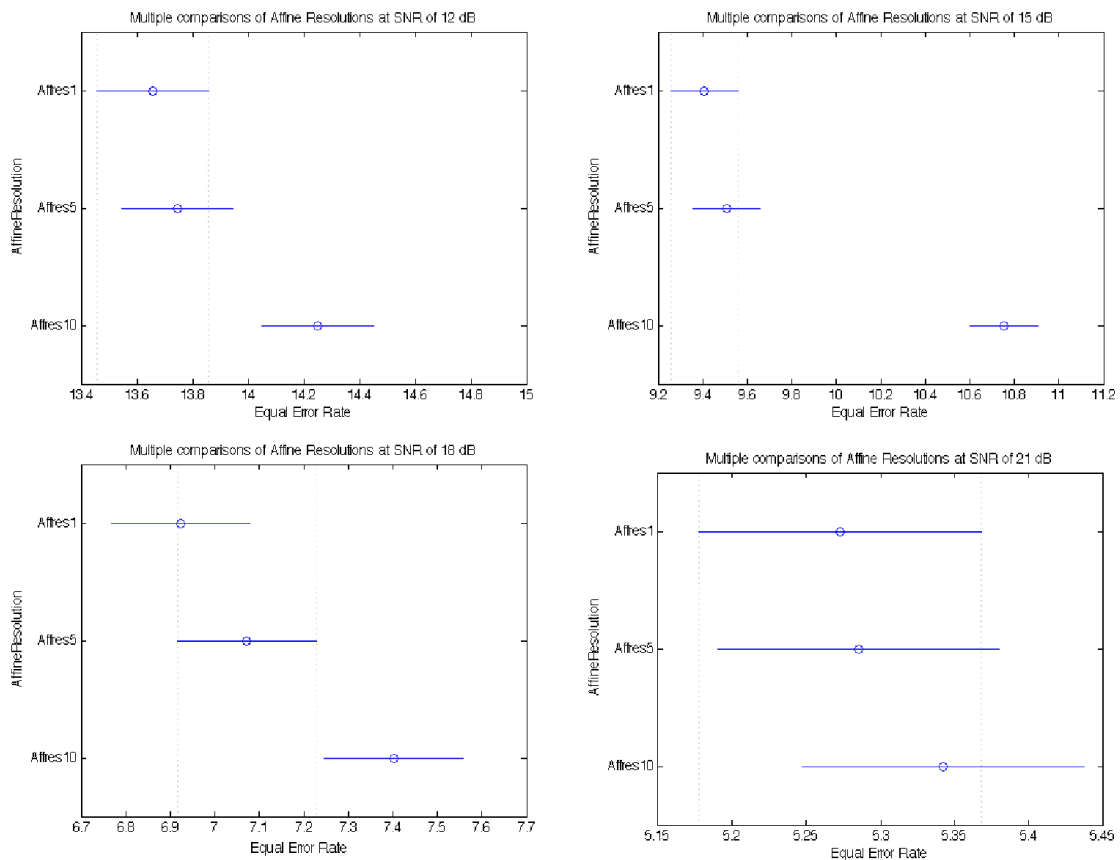 Multiple comparisons of Affine Resolutions at SNR of 12 dB
Affres1
Affres5
Affres10
AffineResolution
13.4 13.6 13.8 14 14.2 14.4 14.6 14.8 15
Equal Error Rate
Multiple comparisons of Affine Resolutions at SNR of 15 dB
Affres1
Affres5
Affres10
AffineResolution
9.2 9.4 9.6 9.8 10 10.2 10.4 10.6 10.8 11 11.2
Equal Error Rate
Multiple comparisons of Affine Resolutions at SNR of 18 dB
Affres1
Affres5
Affres10
AffineResolution
6.7 6.8 6.9 7 7.1 7.2 7.3 7.4 7.5 7.6 7.7
Equal Error Rate
Multiple comparisons of Affine Resolutions at SNR of 21 dB
Affres1
Affres5
Affres10
AffineResolution
5.15 5.2 5.25 5.3 5.35 5.4 5.45
Equal Error Rate